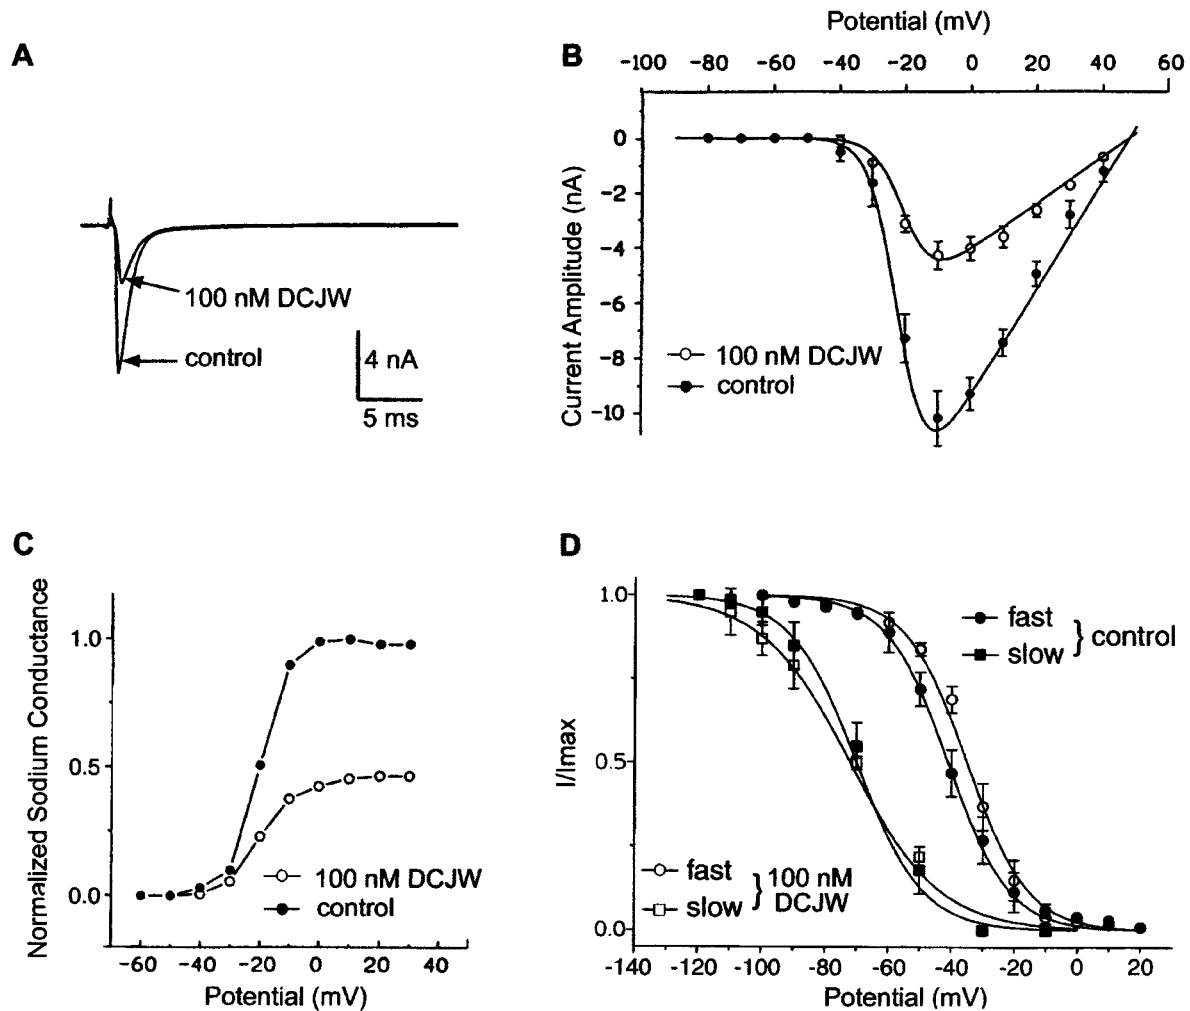 A
100 nM DCJW
control
4 nA
5 ms
B
Potential (mV)
-100 -80 -60 -40 -20 0 20 40 60
Current Amplitude (nA)
0
-2
-4
-6
-8
-10
100 nM DCJW
control
C
Normalized Sodium Conductance
1.0
0.5
0.0
100 nM DCJW
control
-60 -40 -20 0 20 40
Potential (mV)
D
I/Imax
1.0
0.5
0.0
fast
slow
} control
fast
slow
} 100 nM
DCJW
-140 -120 -100 -80 -60 -40 -20 0 20
Potential (mV)